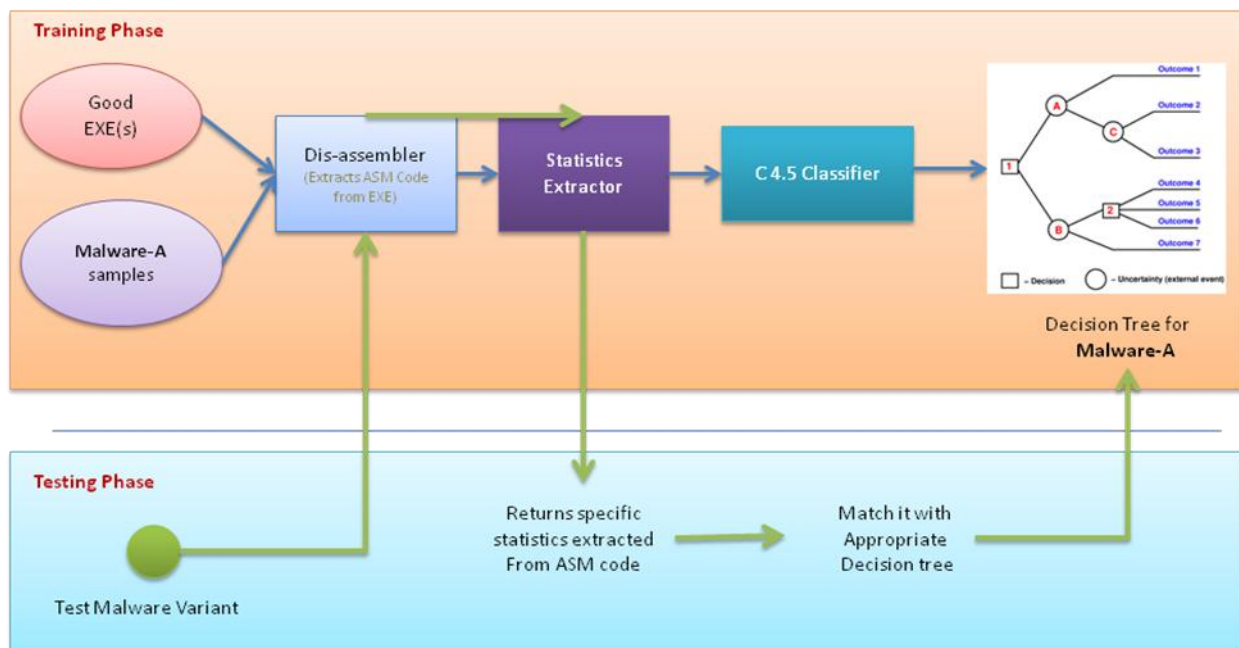 Training Phase
Good
EXE(s)
Malware-A
samples
Dis-assembler
(Extracts ASM Code
from EXE)
Statistics
Extractor
C 4.5 Classifier
1
A
B
C
2
Outcome 1
Outcome 2
Outcome 3
Outcome 4
Outcome 5
Outcome 6
Outcome 7
– Decision
– Uncertainty (external event)
Decision Tree for
Malware-A
Testing Phase
Test Malware Variant
Returns specific
statistics extracted
From ASM code
Match it with
Appropriate
Decision tree